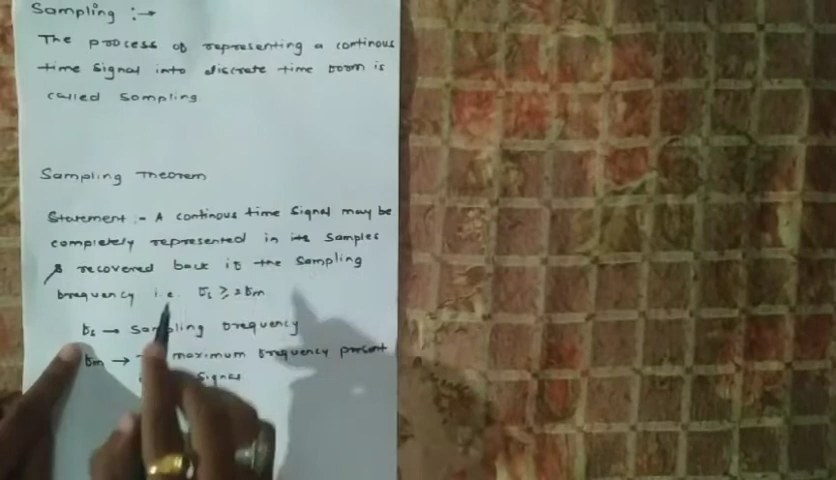 Sampling :→
The process of representing a continous
time signal into discrete time form is
called sampling
Sampling Theorem
Statement :- A continous time signal may be
completely represented in its samples
& recovered back if the sampling
frequency i.e. fs ≥ 2fm
fs → sampling frequency
fm → maximum frequency present
signal